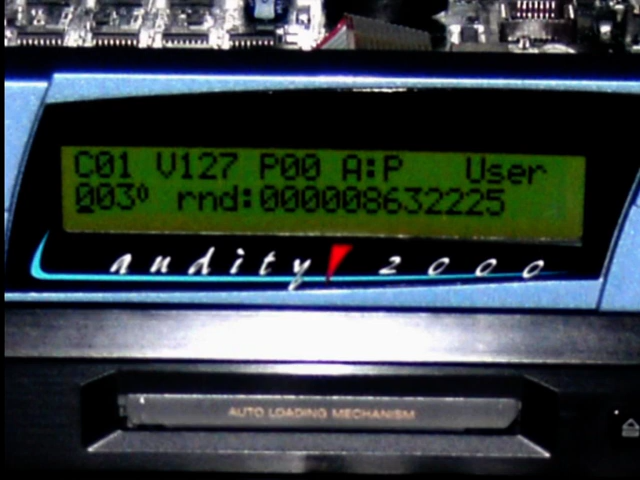 C01 V127 P00 A:P User
003⁰ rnd:000008632225
audity 2000
AUTO LOADING MECHANISM